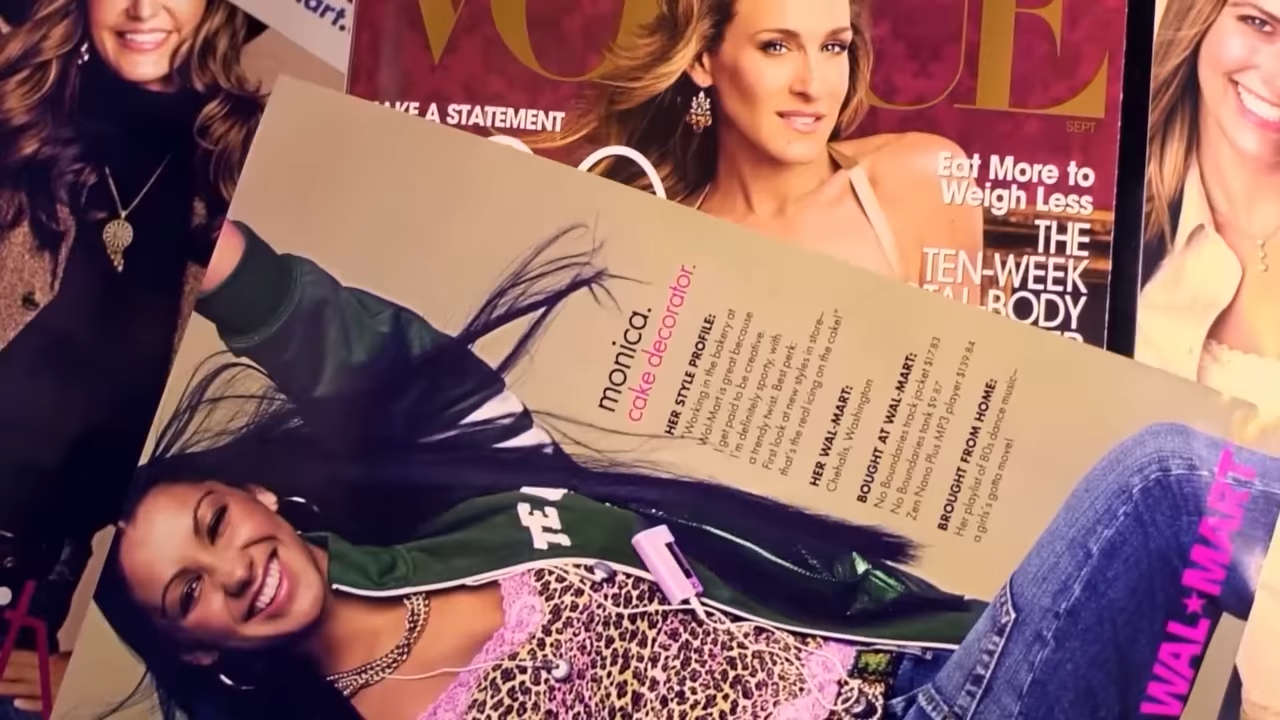 art.
VOGUE
SEPT
AKE A STATEMENT
Eat More to
Weigh Less
THE
TEN-WEEK
TAL-BODY
monica.
cake decorator.
HER STYLE PROFILE:
"Working in the bakery at
Wal-Mart is great because
I get paid to be creative.
I'm definitely sporty, with
a trendy twist. Best perk:
First look at new styles in store–
that's the real icing on the cake!"
HER WAL-MART:
Chehalis, Washington
BOUGHT AT WAL-MART:
No Boundaries track jacket $17.83
No Boundaries tank $9.87
Zen Nano Plus MP3 player $139.84
BROUGHT FROM HOME:
Her playlist of 80s dance music–
a girl's gotta move!
TE
WAL★MART